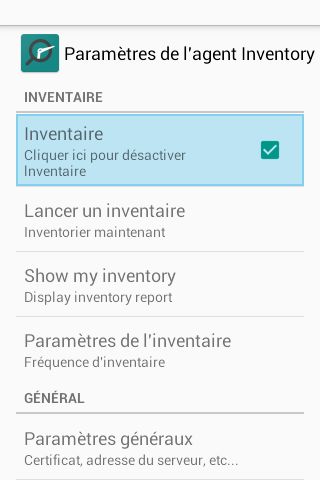 Paramètres de l'agent Inventory
INVENTAIRE
Inventaire
Cliquer ici pour désactiver
Inventaire
Lancer un inventaire
Inventorier maintenant
Show my inventory
Display inventory report
Paramètres de l'inventaire
Fréquence d'inventaire
GÉNÉRAL
Paramètres généraux
Certificat, adresse du serveur, etc...